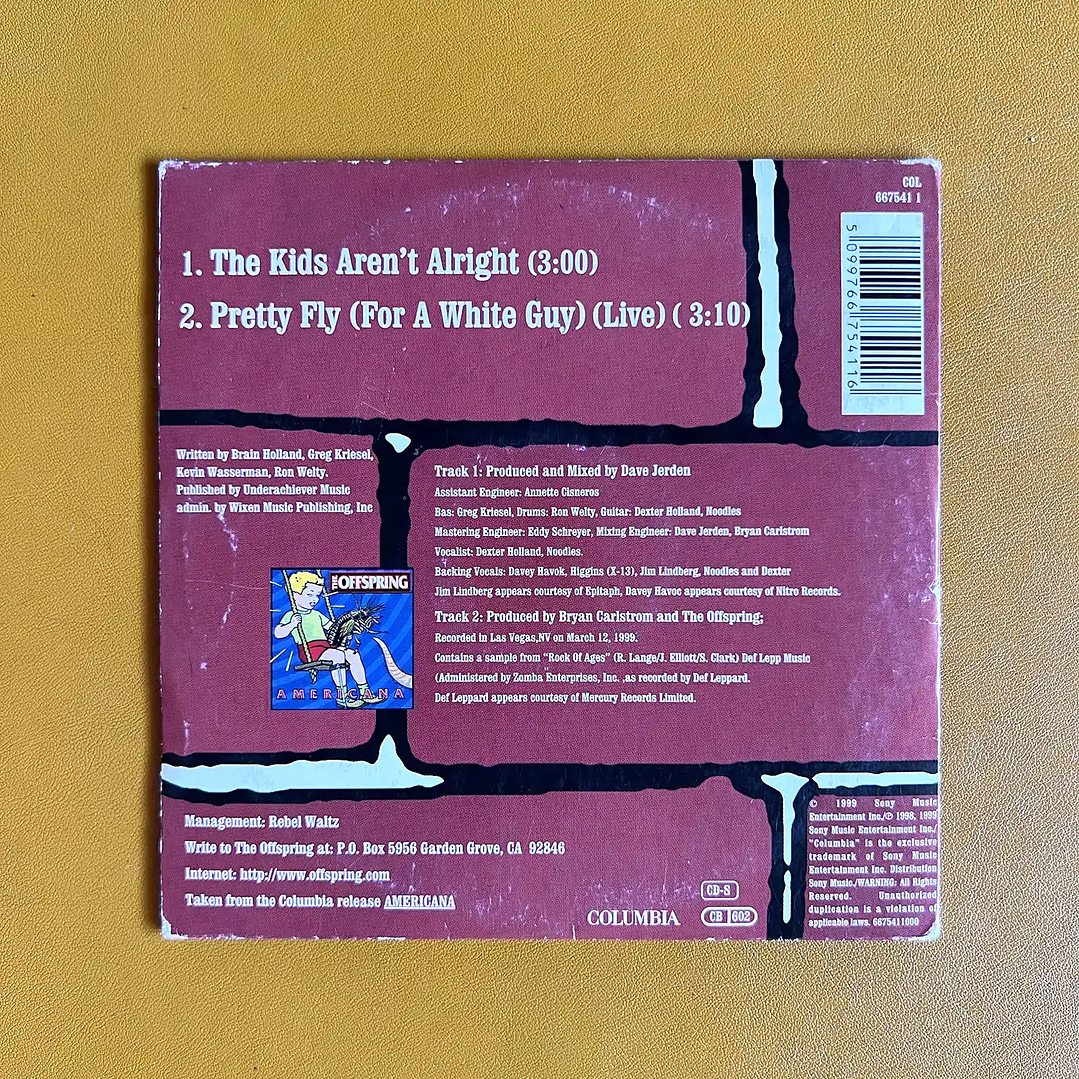 COL
667541 1
5 099766 754116
1. The Kids Aren't Alright (3:00)
2. Pretty Fly (For A White Guy) (Live) ( 3:10)
Written by Brain Holland, Greg Kriesel,
Kevin Wasserman, Ron Welty.
Published by Underachiever Music
admin. by Wixen Music Publishing, Inc
THE OFFSPRING
AMERICANA
Track 1: Produced and Mixed by Dave Jerden
Assistant Engineer: Annette Cisneros
Bas: Greg Kriesel, Drums: Ron Welty, Guitar: Dexter Holland, Noodles
Mastering Engineer: Eddy Schreyer, Mixing Engineer: Dave Jerden, Bryan Carlstrom
Vocalist: Dexter Holland, Noodles.
Backing Vocals: Davey Havok, Higgins (X-13), Jim Lindberg, Noodles and Dexter
Jim Lindberg appears courtesy of Epitaph, Davey Havoc appears courtesy of Nitro Records.
Track 2: Produced by Bryan Carlstrom and The Offspring;
Recorded in Las Vegas,NV on March 12, 1999.
Contains a sample from "Rock Of Ages" (R. Lange/J. Elliott/S. Clark) Def Lepp Music
(Administered by Zomba Enterprises, Inc. ,as recorded by Def Leppard.
Def Leppard appears courtesy of Mercury Records Limited.
Management: Rebel Waltz
Write to The Offspring at: P.O. Box 5956 Garden Grove, CA 92846
Internet: http://www.offspring.com
Taken from the Columbia release AMERICANA
COLUMBIA
CD-S
CB 602
© 1999 Sony Music
Entertainment Inc./℗ 1998, 1999
Sony Music Entertainment Inc./
"Columbia" is the exclusive
trademark of Sony Music
Entertainment Inc. Distribution
Sony Music./WARNING: All Rights
Reserved. Unauthorized
duplication is a violation of
applicable laws. 6675411000